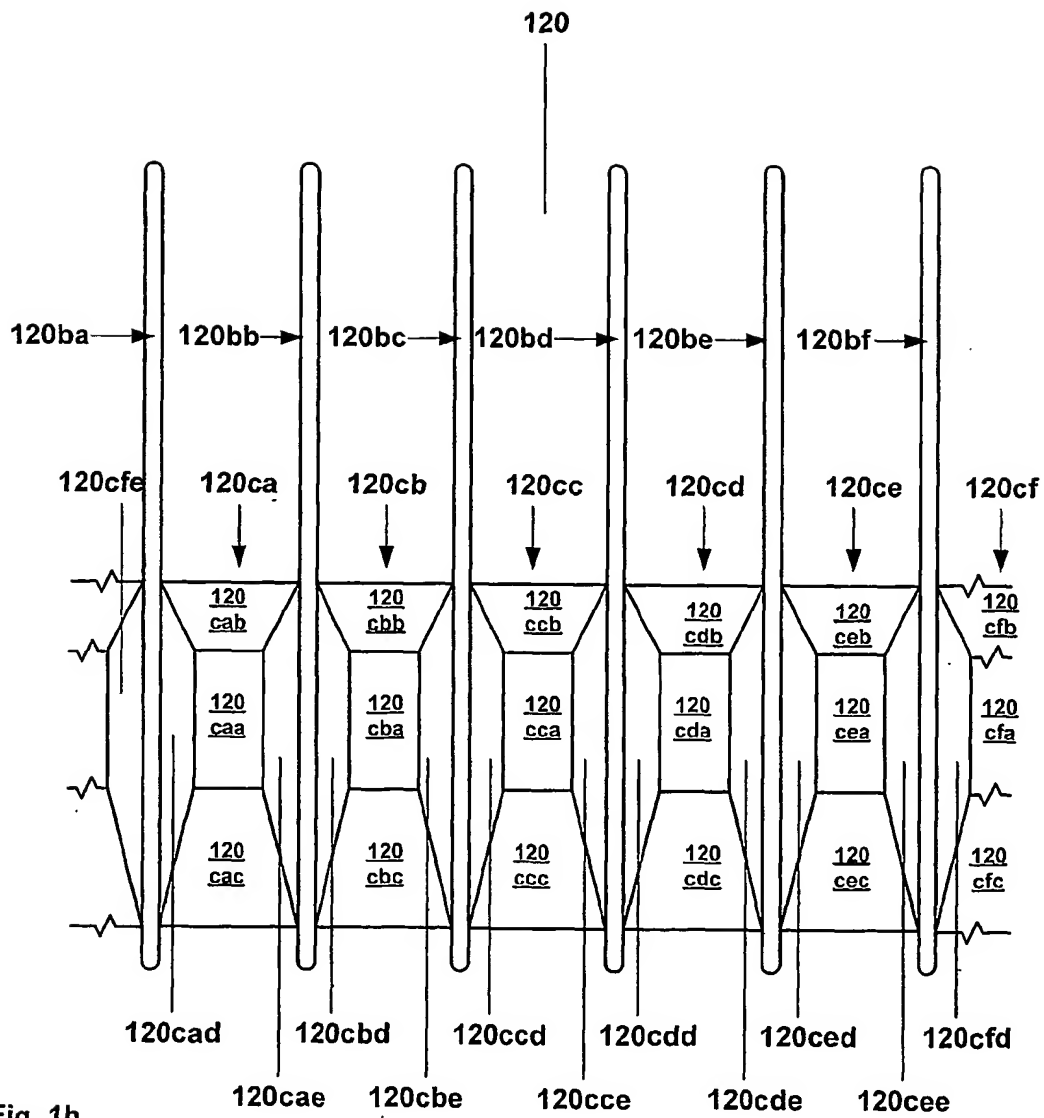 120
120ba 120bb 120bc 120bd 120be 120bf
120cfe 120ca 120cb 120cc 120cd 120ce 120cf
120 cab
120 cbb
120 ccb
120 cdb
120 ceb
120 cfb
120 caa
120 cba
120 cca
120 cda
120 cea
120 cfa
120 cac
120 cbc
120 ccc
120 cdc
120 cec
120 cfc
120cad 120cbd 120ccd 120cdd 120ced 120cfd
120cae 120cbe 120cce 120cde 120cee